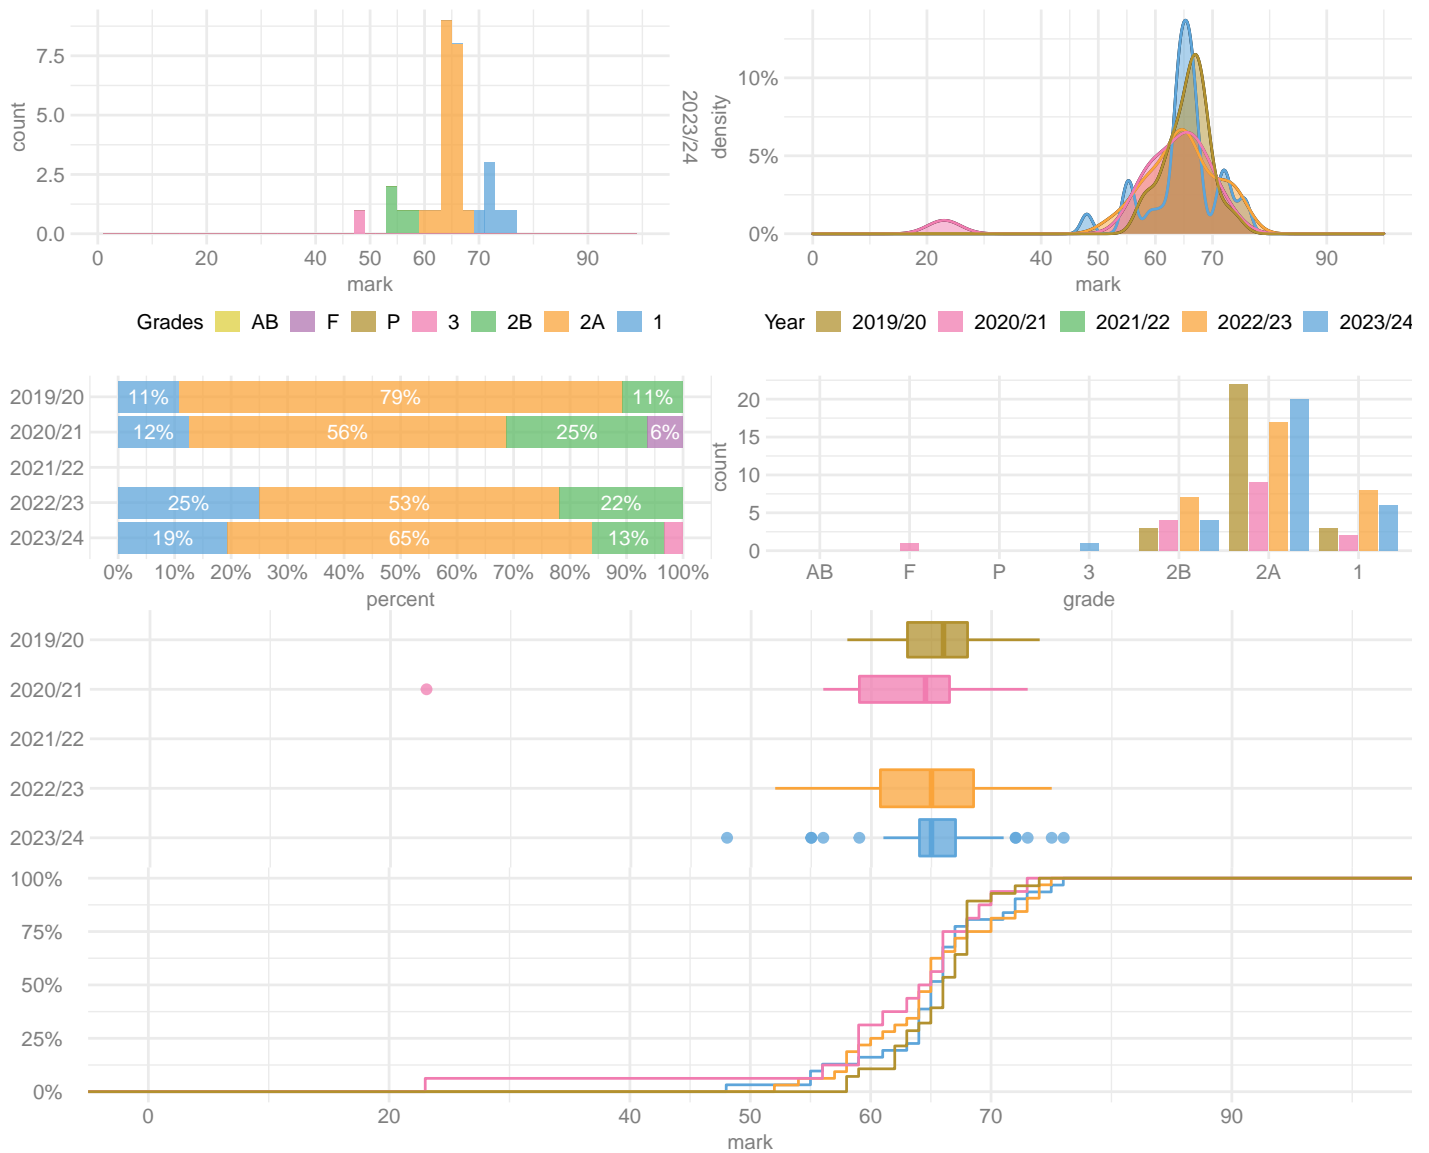 7.5
5.0
2.5
0.0
count
0 20 40 50 60 70 90
mark
2023/24
Grades AB F P 3 2B 2A 1
10%
5%
0%
density
0 20 40 50 60 70 90
mark
Year 2019/20 2020/21 2021/22 2022/23 2023/24
2019/20 11% 79% 11%
2020/21 12% 56% 25% 6%
2021/22
2022/23 25% 53% 22%
2023/24 19% 65% 13%
0% 10% 20% 30% 40% 50% 60% 70% 80% 90% 100%
percent
20
15
10
5
0
count
AB F P 3 2B 2A 1
grade
2019/20
2020/21
2021/22
2022/23
2023/24
100%
75%
50%
25%
0%
0 20 40 50 60 70 90
mark